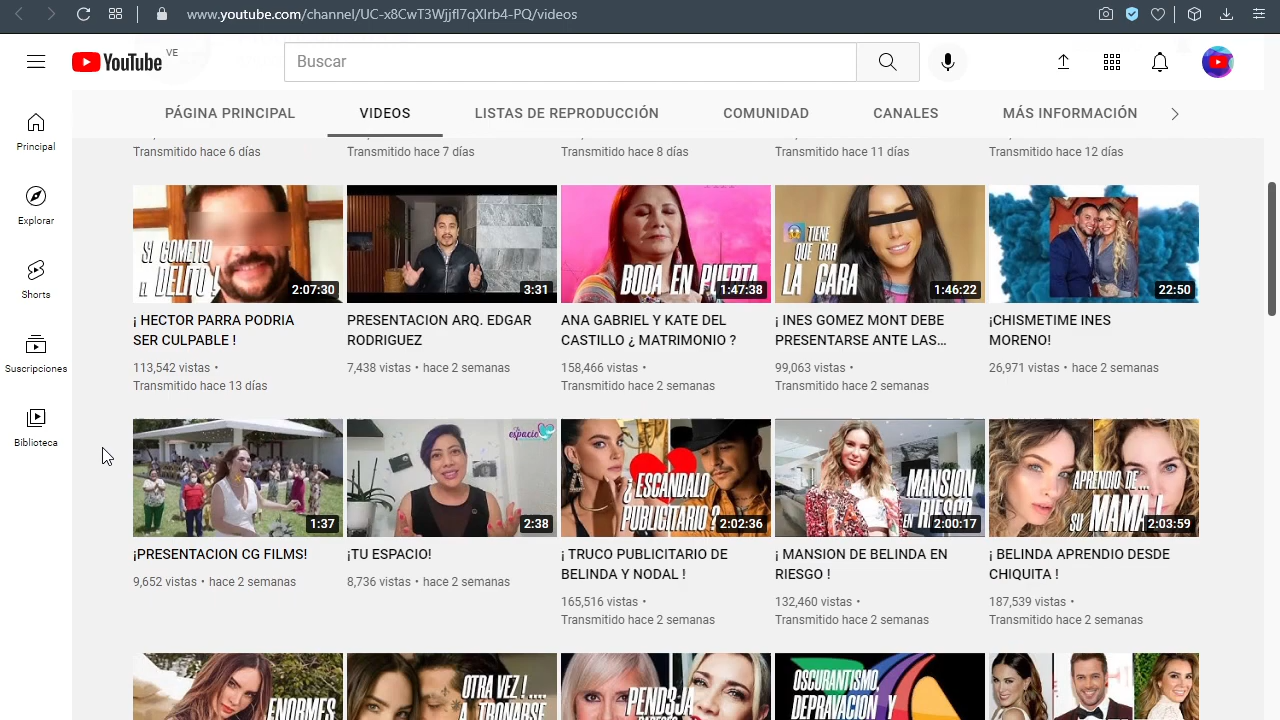 www.youtube.com/channel/UC-x8CwT3Wjjfl7qXlrb4-PQ/videos
YouTube VE
Buscar
PÁGINA PRINCIPAL
VIDEOS
LISTAS DE REPRODUCCIÓN
COMUNIDAD
CANALES
MÁS INFORMACIÓN
Principal
Explorar
Shorts
Suscripciones
Biblioteca
Transmitido hace 6 días
Transmitido hace 7 días
Transmitido hace 8 días
Transmitido hace 11 días
Transmitido hace 12 días
SI COMETIO
EL DELITO !
2:07:30
¡ HECTOR PARRA PODRIA
SER CULPABLE !
113,542 vistas •
Transmitido hace 13 días
3:31
PRESENTACION ARQ. EDGAR
RODRIGUEZ
7,438 vistas • hace 2 semanas
BODA EN PUERTA
1:47:38
ANA GABRIEL Y KATE DEL
CASTILLO ¿ MATRIMONIO ?
158,466 vistas •
Transmitido hace 2 semanas
TIENE
QUE DAR
LA CARA
1:46:22
¡ INES GOMEZ MONT DEBE
PRESENTARSE ANTE LAS...
99,063 vistas •
Transmitido hace 2 semanas
22:50
¡CHISMETIME INES
MORENO!
26,971 vistas • hace 2 semanas
1:37
¡PRESENTACION CG FILMS!
9,652 vistas • hace 2 semanas
espacio
2:38
¡TU ESPACIO!
8,736 vistas • hace 2 semanas
¿ ESCÁNDALO
PUBLICITARIO ?
2:02:36
¡ TRUCO PUBLICITARIO DE
BELINDA Y NODAL !
165,516 vistas •
Transmitido hace 2 semanas
MANSION
EN RIESGO
2:00:17
¡ MANSION DE BELINDA EN
RIESGO !
132,460 vistas •
Transmitido hace 2 semanas
APRENDIO DE...
SU MAMA !
2:03:59
¡ BELINDA APRENDIO DESDE
CHIQUITA !
187,539 vistas •
Transmitido hace 2 semanas
ENORMES
OTRA VEZ ! ....
A TRONARSE
PEND3JA
OSCURANTISMO,
DEPRAVACION Y